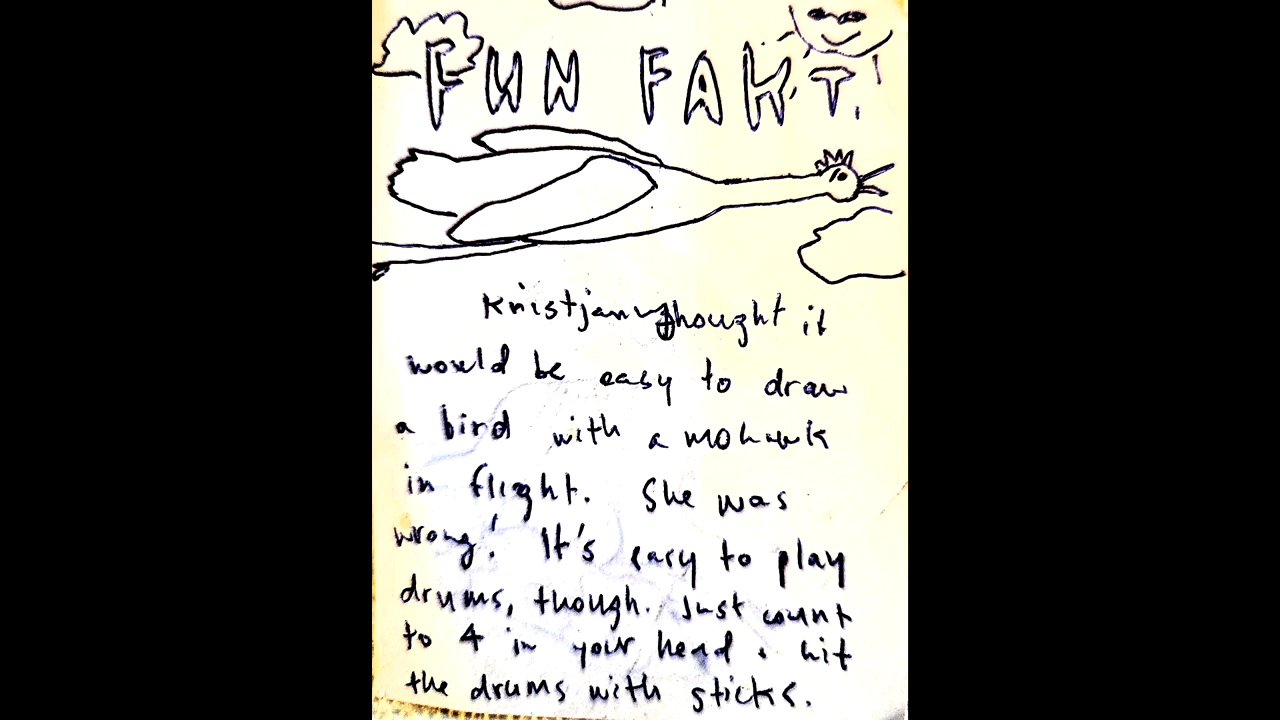 FUN FAKT.
Kristjana thought it
would be easy to draw
a bird with a mohawk
in flight. She was
wrong! It's easy to play
drums, though. Just count
to 4 in your head & hit
the drums with sticks.